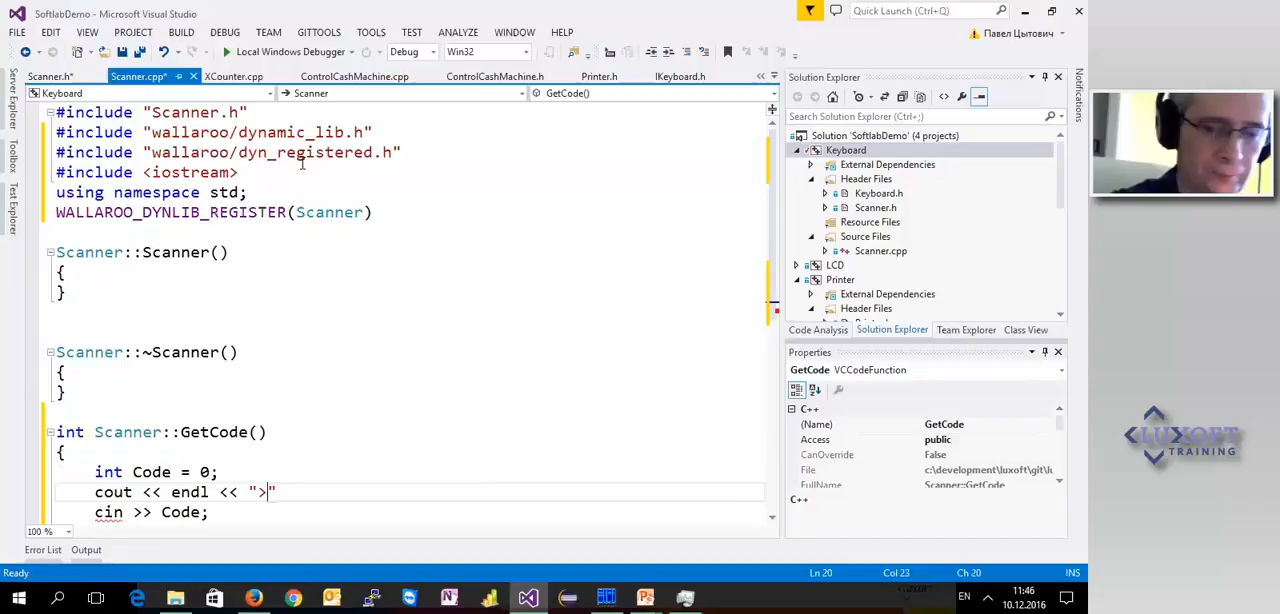 SoftlabDemo - Microsoft Visual Studio
Quick Launch (Ctrl+Q)
FILE EDIT VIEW PROJECT BUILD DEBUG TEAM GITTOOLS TOOLS TEST ANALYZE WINDOW HELP
Павел Цытович
Local Windows Debugger
Debug
Win32
Scanner.h*
Scanner.cpp*
XCounter.cpp
ControlCashMachine.cpp
ControlCashMachine.h
Printer.h
IKeyboard.h
Keyboard
Scanner
GetCode()
Server Explorer
Toolbox
Test Explorer
#include "Scanner.h"
#include "wallaroo/dynamic_lib.h"
#include "wallaroo/dyn_registered.h"
#include <iostream>
using namespace std;
WALLAROO_DYNLIB_REGISTER(Scanner)
Scanner::Scanner()
{
}
Scanner::~Scanner()
{
}
int Scanner::GetCode()
{
int Code = 0;
cout << endl << ">"
cin >> Code;
100 %
Error List Output
Solution Explorer
Search Solution Explorer (Ctrl+;)
Solution 'SoftlabDemo' (4 projects)
Keyboard
External Dependencies
Header Files
Keyboard.h
Scanner.h
Resource Files
Source Files
Scanner.cpp
LCD
Printer
External Dependencies
Header Files
Code Analysis Solution Explorer Team Explorer Class View
Properties
GetCode VCCodeFunction
C++
(Name) GetCode
Access public
CanOverride False
File c:\development\luxoft\git\lu
FullName Scanner::GetCode
C++
Notifications
Ready
Ln 20
Col 23
Ch 20
INS
EN
11:46
10.12.2016
LUXOFT
TRAINING